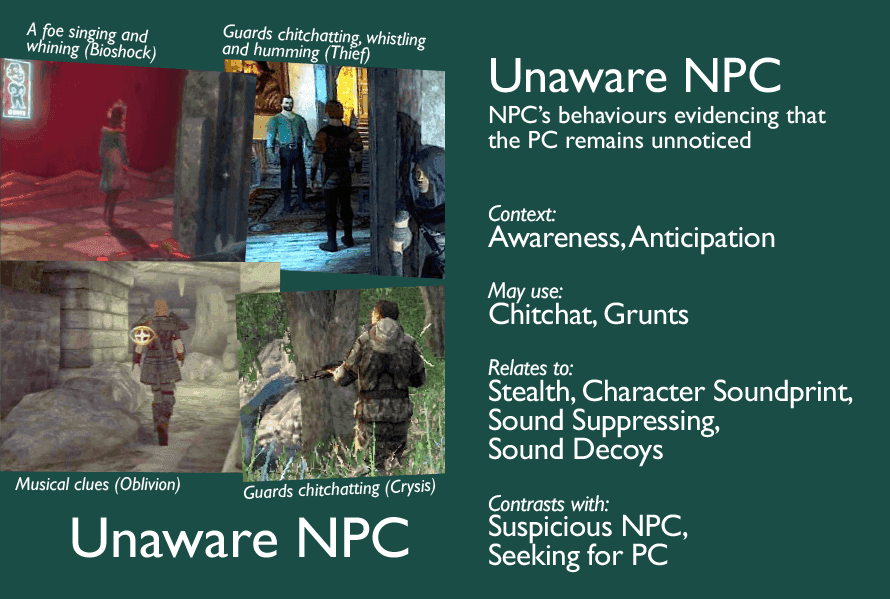 A foe singing and
whining (Bioshock)
Guards chitchatting, whistling
and humming (Thief)
Musical clues (Oblivion)
Guards chitchatting (Crysis)
Unaware NPC
Unaware NPC
NPC's behaviours evidencing that
the PC remains unnoticed
Context:
Awareness, Anticipation
May use:
Chitchat, Grunts
Relates to:
Stealth, Character Soundprint,
Sound Suppressing,
Sound Decoys
Contrasts with:
Suspicious NPC,
Seeking for PC